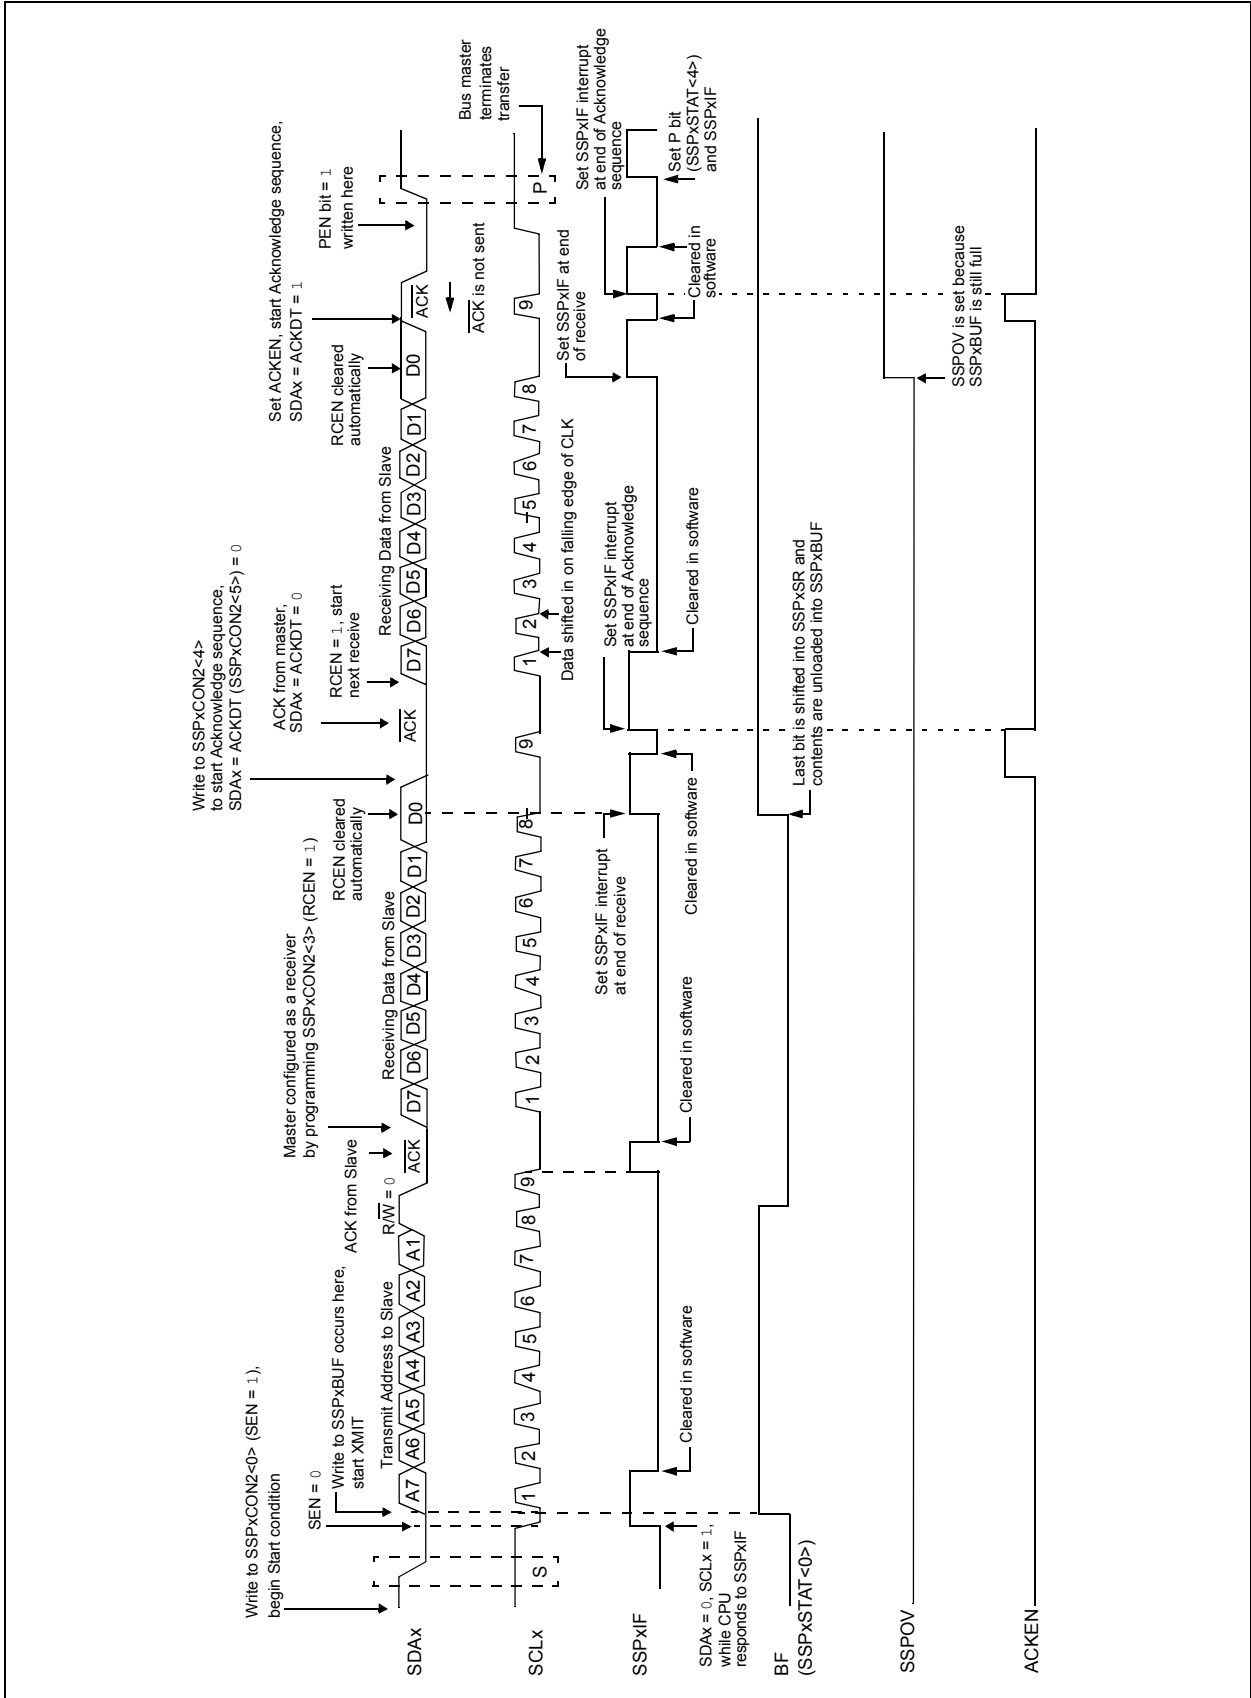 Write to SSPxCON2<0> (SEN = 1),
begin Start condition
SEN = 0
Write to SSPxBUF occurs here,
start XMIT
ACK from Slave
Master configured as a receiver
by programming SSPxCON2<3> (RCEN = 1)
RCEN cleared
automatically
Write to SSPxCON2<4>
to start Acknowledge sequence,
SDAx = ACKDT (SSPxCON2<5>) = 0
ACK from master,
SDAx = ACKDT = 0
RCEN = 1, start
next receive
RCEN cleared
automatically
Set ACKEN, start Acknowledge sequence,
SDAx = ACKDT = 1
PEN bit = 1
written here
Transmit Address to Slave
R/W = 0
Receiving Data from Slave
Receiving Data from Slave
SDAx
A7 A6 A5 A4 A3 A2 A1 ACK D7 D6 D5 D4 D3 D2 D1 D0 ACK D7 D6 D5 D4 D3 D2 D1 D0 ACK
ACK is not sent
Bus master
terminates
transfer
SCLx
S 1 2 3 4 5 6 7 8 9 1 2 3 4 5 6 7 8 9 1 2 3 4 5 6 7 8 9 P
Data shifted in on falling edge of CLK
Set SSPxIF interrupt
at end of receive
Set SSPxIF interrupt
at end of Acknowledge
sequence
Set SSPxIF at end
of receive
Set SSPxIF interrupt
at end of Acknowledge
sequence
SSPxIF
SDAx = 0, SCLx = 1,
while CPU
responds to SSPxIF
Cleared in software
Cleared in software
Cleared in software
Cleared in software
Cleared in
software
Set P bit
(SSPxSTAT<4>)
and SSPxIF
BF
(SSPxSTAT<0>)
Last bit is shifted into SSPxSR and
contents are unloaded into SSPxBUF
SSPOV
SSPOV is set because
SSPxBUF is still full
ACKEN